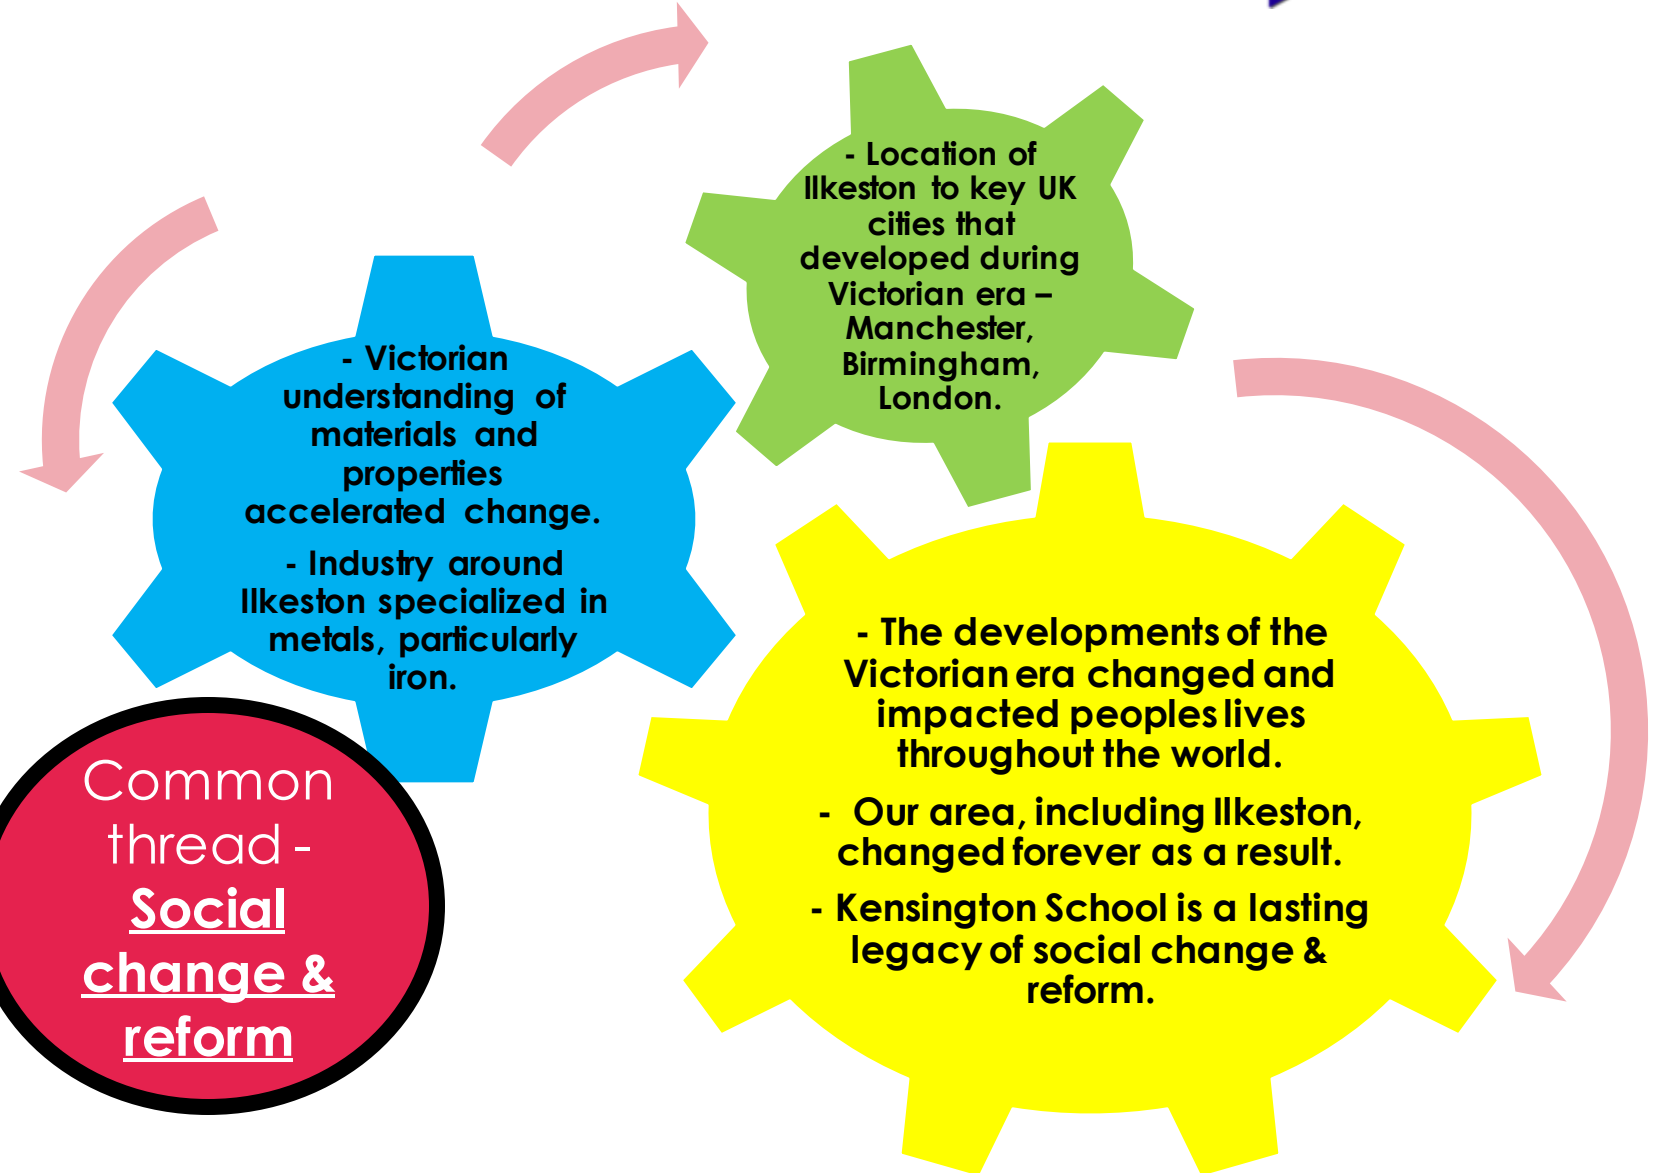 - Location of
Ilkeston to key UK
cities that
developed during
Victorian era –
Manchester,
Birmingham,
London.
- Victorian
understanding of
materials and
properties
accelerated change.
- Industry around
Ilkeston specialized in
metals, particularly
iron.
- The developments of the
Victorian era changed and
impacted peoples lives
throughout the world.
- Our area, including Ilkeston,
changed forever as a result.
- Kensington School is a lasting
legacy of social change &
reform.
Common
thread -
Social
change &
reform